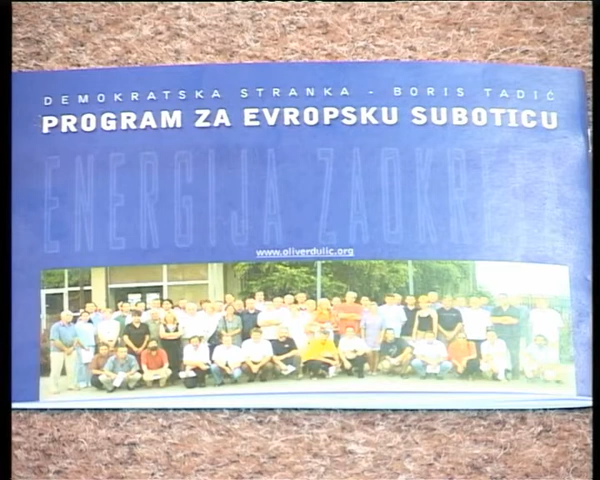 DEMOKRATSKA STRANKA - BORIS TADIĆ
PROGRAM ZA EVROPSKU SUBOTICU
ENERGIJA ZAOKRETA
www.oliverdulic.org